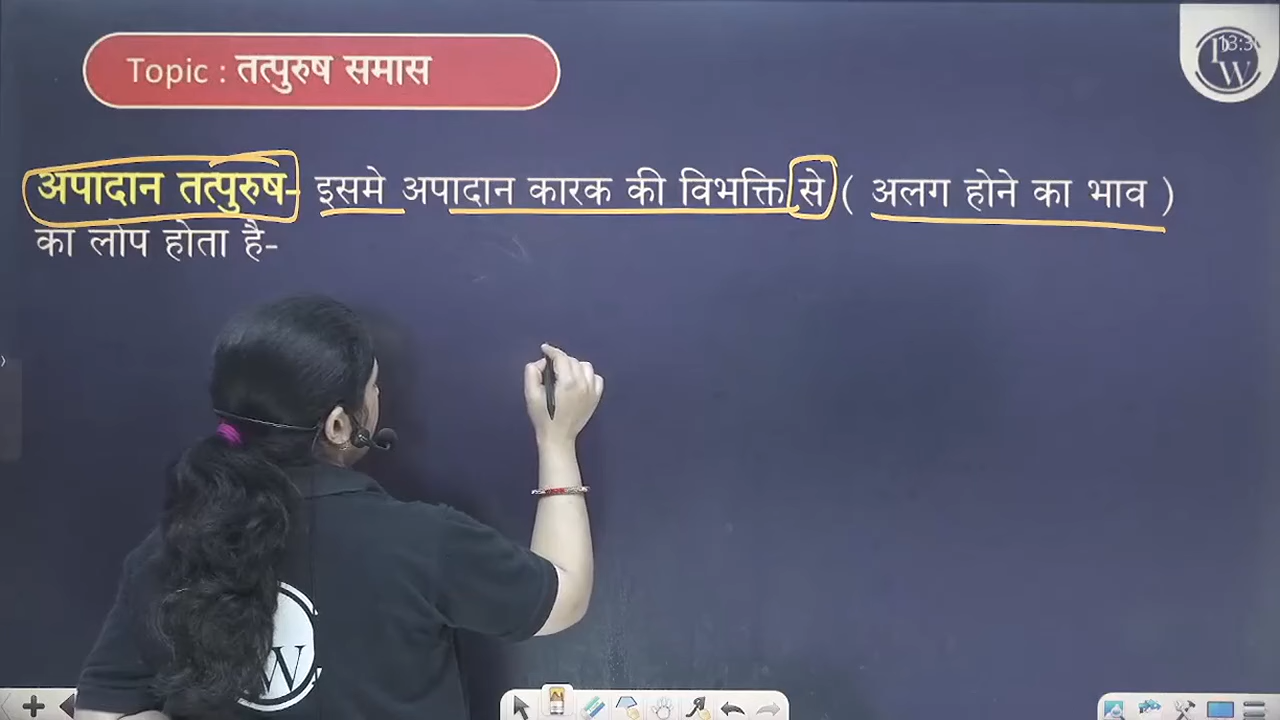 Topic : तत्पुरुष समास
अपादान तत्पुरुष- इसमे अपादान कारक की विभक्ति से ( अलग होने का भाव )
का लोप होता है-